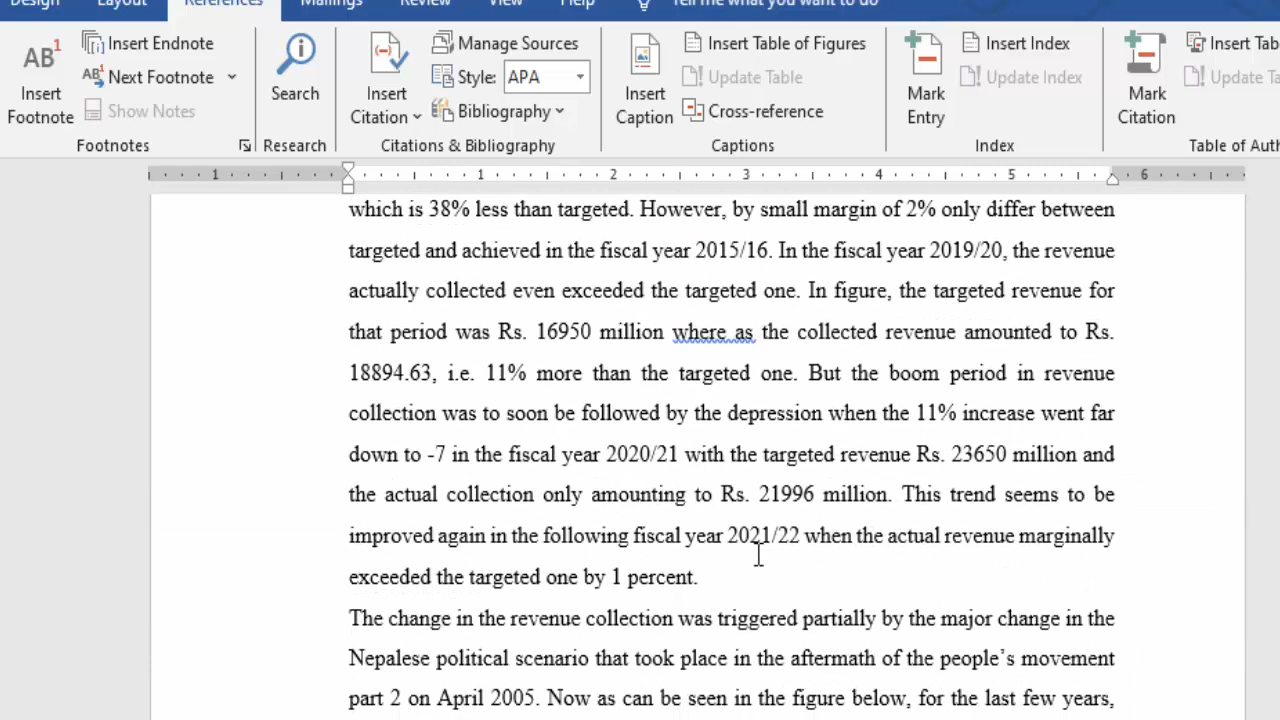 Design Layout References Mailings Review View Help Tell me what you want to do
AB1 Insert Footnote
Insert Endnote
AB1 Next Footnote
Show Notes
Footnotes
Search
Research
Insert Citation
Manage Sources
Style: APA
Bibliography
Citations & Bibliography
Insert Caption
Insert Table of Figures
Update Table
Cross-reference
Captions
Mark Entry
Insert Index
Update Index
Index
Mark Citation
Insert
Update
Table of
1 1 2 3 4 5 6
which is 38% less than targeted. However, by small margin of 2% only differ between
targeted and achieved in the fiscal year 2015/16. In the fiscal year 2019/20, the revenue
actually collected even exceeded the targeted one. In figure, the targeted revenue for
that period was Rs. 16950 million where as the collected revenue amounted to Rs.
18894.63, i.e. 11% more than the targeted one. But the boom period in revenue
collection was to soon be followed by the depression when the 11% increase went far
down to -7 in the fiscal year 2020/21 with the targeted revenue Rs. 23650 million and
the actual collection only amounting to Rs. 21996 million. This trend seems to be
improved again in the following fiscal year 2021/22 when the actual revenue marginally
exceeded the targeted one by 1 percent.
The change in the revenue collection was triggered partially by the major change in the
Nepalese political scenario that took place in the aftermath of the people’s movement
part 2 on April 2005. Now as can be seen in the figure below, for the last few years,